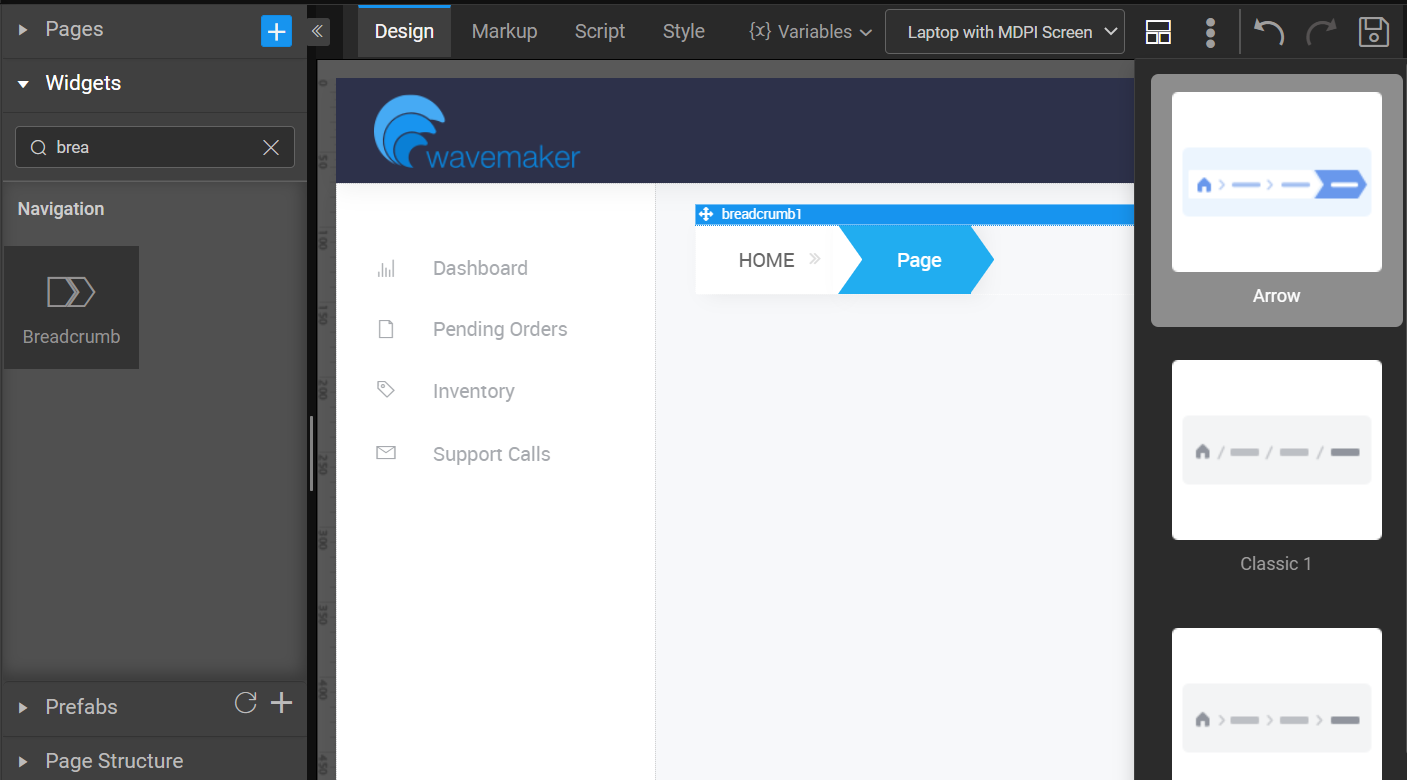 Pages
Widgets
brea
Navigation
Breadcrumb
Prefabs
Page Structure
Design Markup Script Style {x} Variables Laptop with MDPI Screen
0
50
100
150
200
250
300
350
400
450
wavemaker
Dashboard
Pending Orders
Inventory
Support Calls
breadcrumb1
HOME Page
Arrow
Classic 1